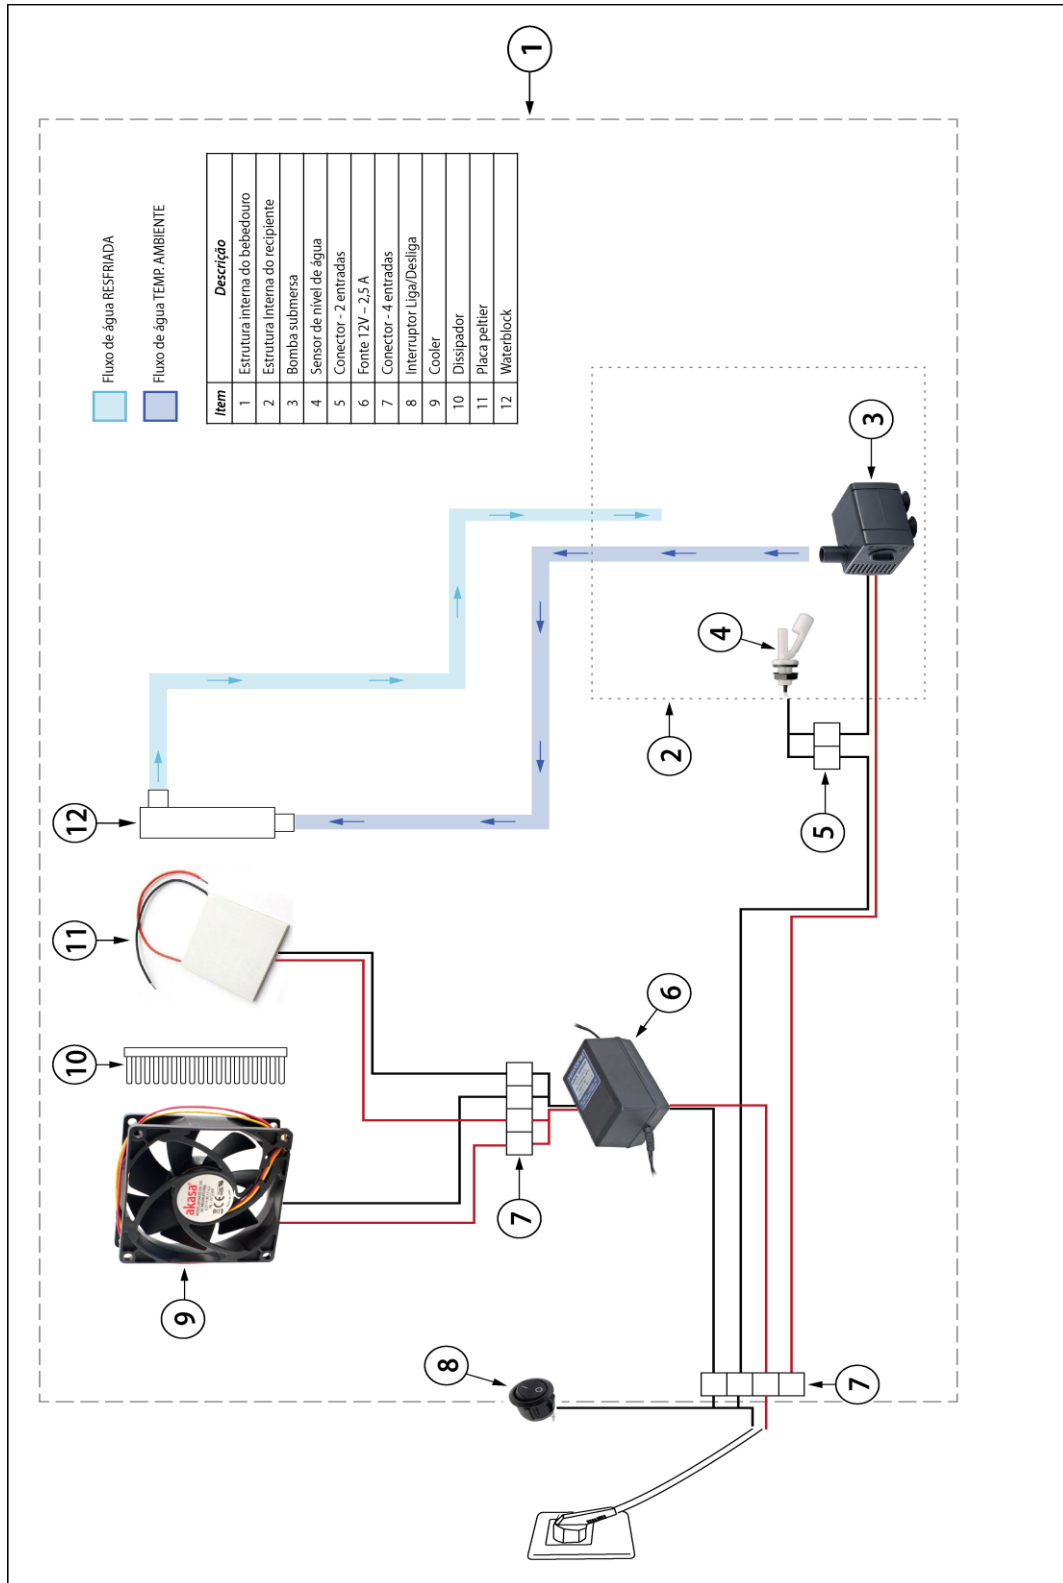 1
Fluxo de água RESFRIADA
Fluxo de água TEMP. AMBIENTE
Item Descrição
1 Estrutura interna do bebedouro
2 Estrutura Interna do recipiente
3 Bomba submersa
4 Sensor de nível de água
5 Conector - 2 entradas
6 Fonte 12V – 2,5 A
7 Conector - 4 entradas
8 Interruptor Liga/Desliga
9 Cooler
10 Dissipador
11 Placa peltier
12 Waterblock
12
11
10
9
akasa
7
6
8
7
5
2
4
3